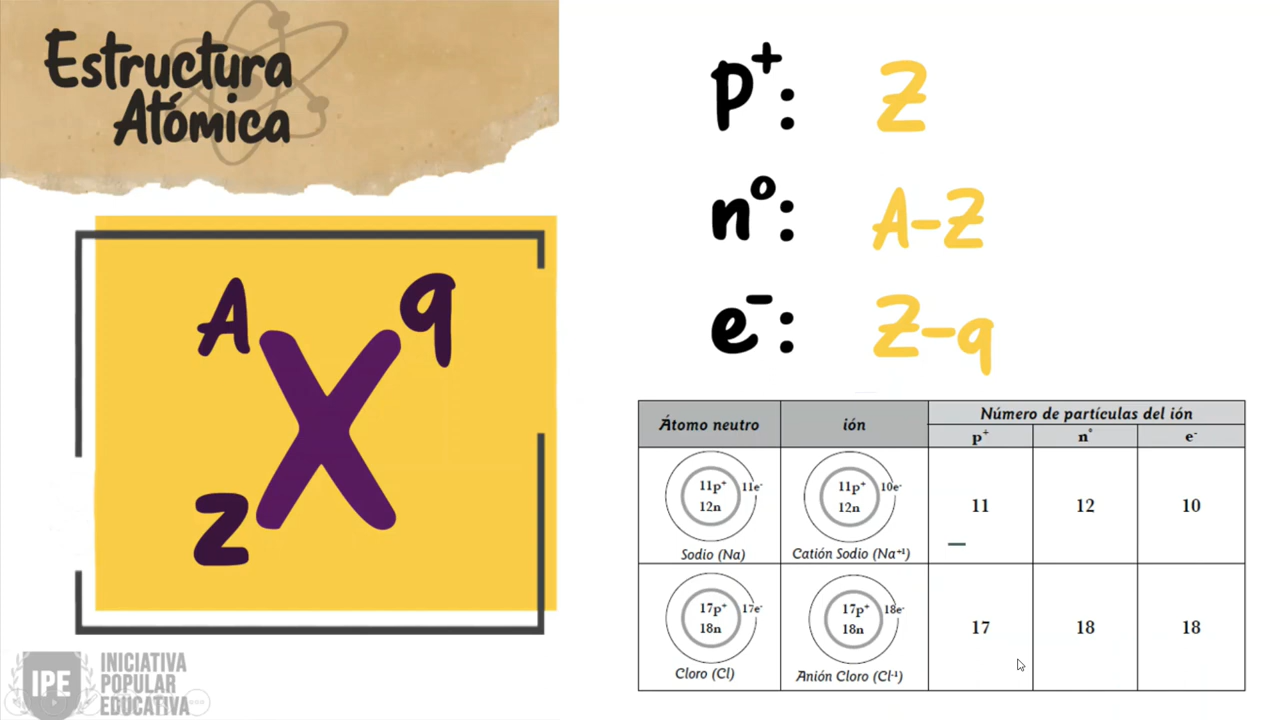 Estructura
Atómica
p⁺: Z
n⁰: A-Z
e⁻: Z-q
A
q
X
Z
Átomo neutro
ión
Número de partículas del ión
p⁺
n°
e⁻
11p⁺
12n
11e⁻
Sodio (Na)
11p⁺
12n
10e⁻
Catión Sodio (Na⁺¹)
11
12
10
17p⁺
18n
17e⁻
Cloro (Cl)
17p⁺
18n
18e⁻
Anión Cloro (Cl⁻¹)
17
18
18
IPE
INICIATIVA
POPULAR
EDUCATIVA